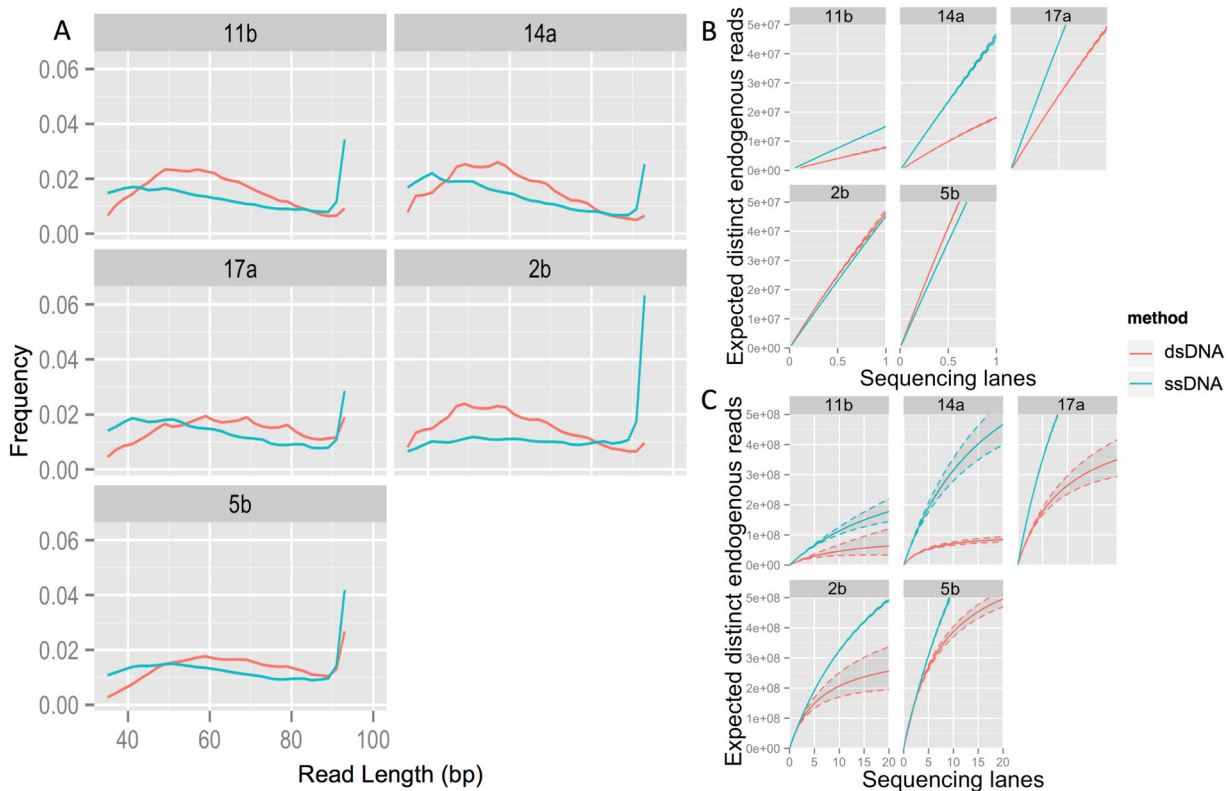 A
11b
14a
0.06
0.04
0.02
0.00
17a
2b
0.06
0.04
0.02
0.00
5b
0.06
0.04
0.02
0.00
40
60
80
100
Frequency
Read Length (bp)
B
11b
14a
17a
5e+07
4e+07
3e+07
2e+07
1e+07
0e+00
2b
5b
5e+07
4e+07
3e+07
2e+07
1e+07
0e+00
0
0.5
1
0
0.5
1
Expected distinct endogenous reads
Sequencing lanes
method
dsDNA
ssDNA
C
11b
14a
17a
5e+08
4e+08
3e+08
2e+08
1e+08
0e+00
2b
5b
5e+08
4e+08
3e+08
2e+08
1e+08
0e+00
0
5
10
15
20
0
5
10
15
20
Expected distinct endogenous reads
Sequencing lanes